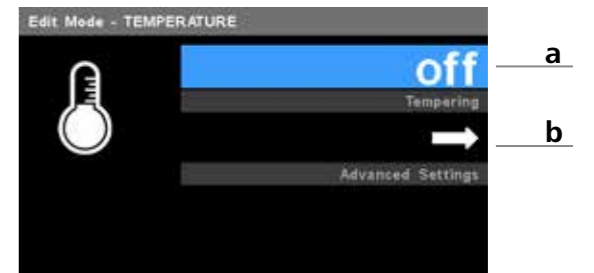 Edit Mode - TEMPERATURE
off
a
Tempering
b
Advanced Settings